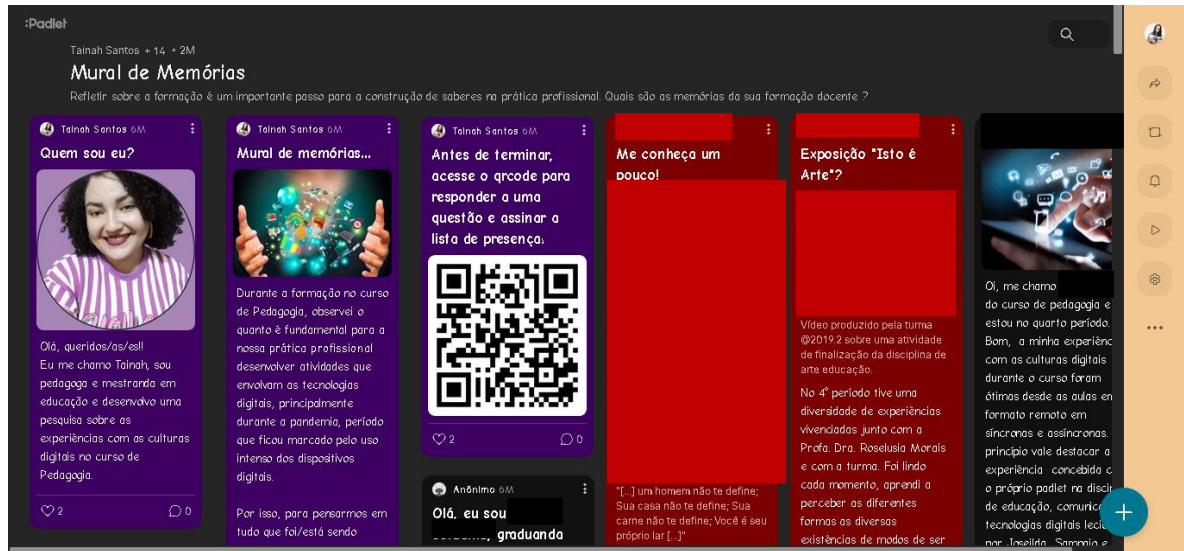 :Padlet
Tainah Santos + 14 • 2M
Mural de Memórias
Refletir sobre a formação é um importante passo para a construção de saberes na prática profissional. Quais são as memórias da sua formação docente ?
Tainah Santos 6M
Quem sou eu?
Olá, queridos/as/es!!
Eu me chamo Tainah, sou
pedagoga e mestranda em
educação e desenvolvo uma
pesquisa sobre as
experiências com as culturas
digitais no curso de
Pedagogia.
2
0
Tainah Santos 6M
Mural de memórias...
Durante a formação no curso
de Pedagogia, observei o
quanto é fundamental para a
nossa prática profissional
desenvolver atividades que
envolvam as tecnologias
digitais, principalmente
durante a pandemia, período
que ficou marcado pelo uso
intenso dos dispositivos
digitais.
Por isso, para pensarmos em
tudo que foi/está sendo
Tainah Santos 6M
Antes de terminar,
acesse o qrcode para
responder a uma
questão e assinar a
lista de presença:
2
0
Anônimo 6M
Olá, eu sou
graduanda
Me conheça um
pouco!
"[...] um homem não te define;
Sua casa não te define; Sua
carne não te define; Você é seu
próprio lar [...]"
Exposição "Isto é
Arte"?
Vídeo produzido pela turma
@2019.2 sobre uma atividade
de finalização da disciplina de
arte educação.
No 4° período tive uma
diversidade de experiências
vivenciadas junto com a
Profa. Dra. Roselusia Morais
e com a turma. Foi lindo
cada momento, aprendi a
perceber as diferentes
formas as diversas
existências de modos de ser
Oi, me chamo
do curso de pedagogia e
estou no quarto período.
Bom, a minha experiênc
com as culturas digitais
durante o curso foram
ótimas desde as aulas em
formato remoto em
síncronas e assíncronas.
princípio vale destacar a
experiência concebida c
o próprio padlet na discip
de educação, comunica
tecnologias digitais leci
por Joseilda Sampaio e